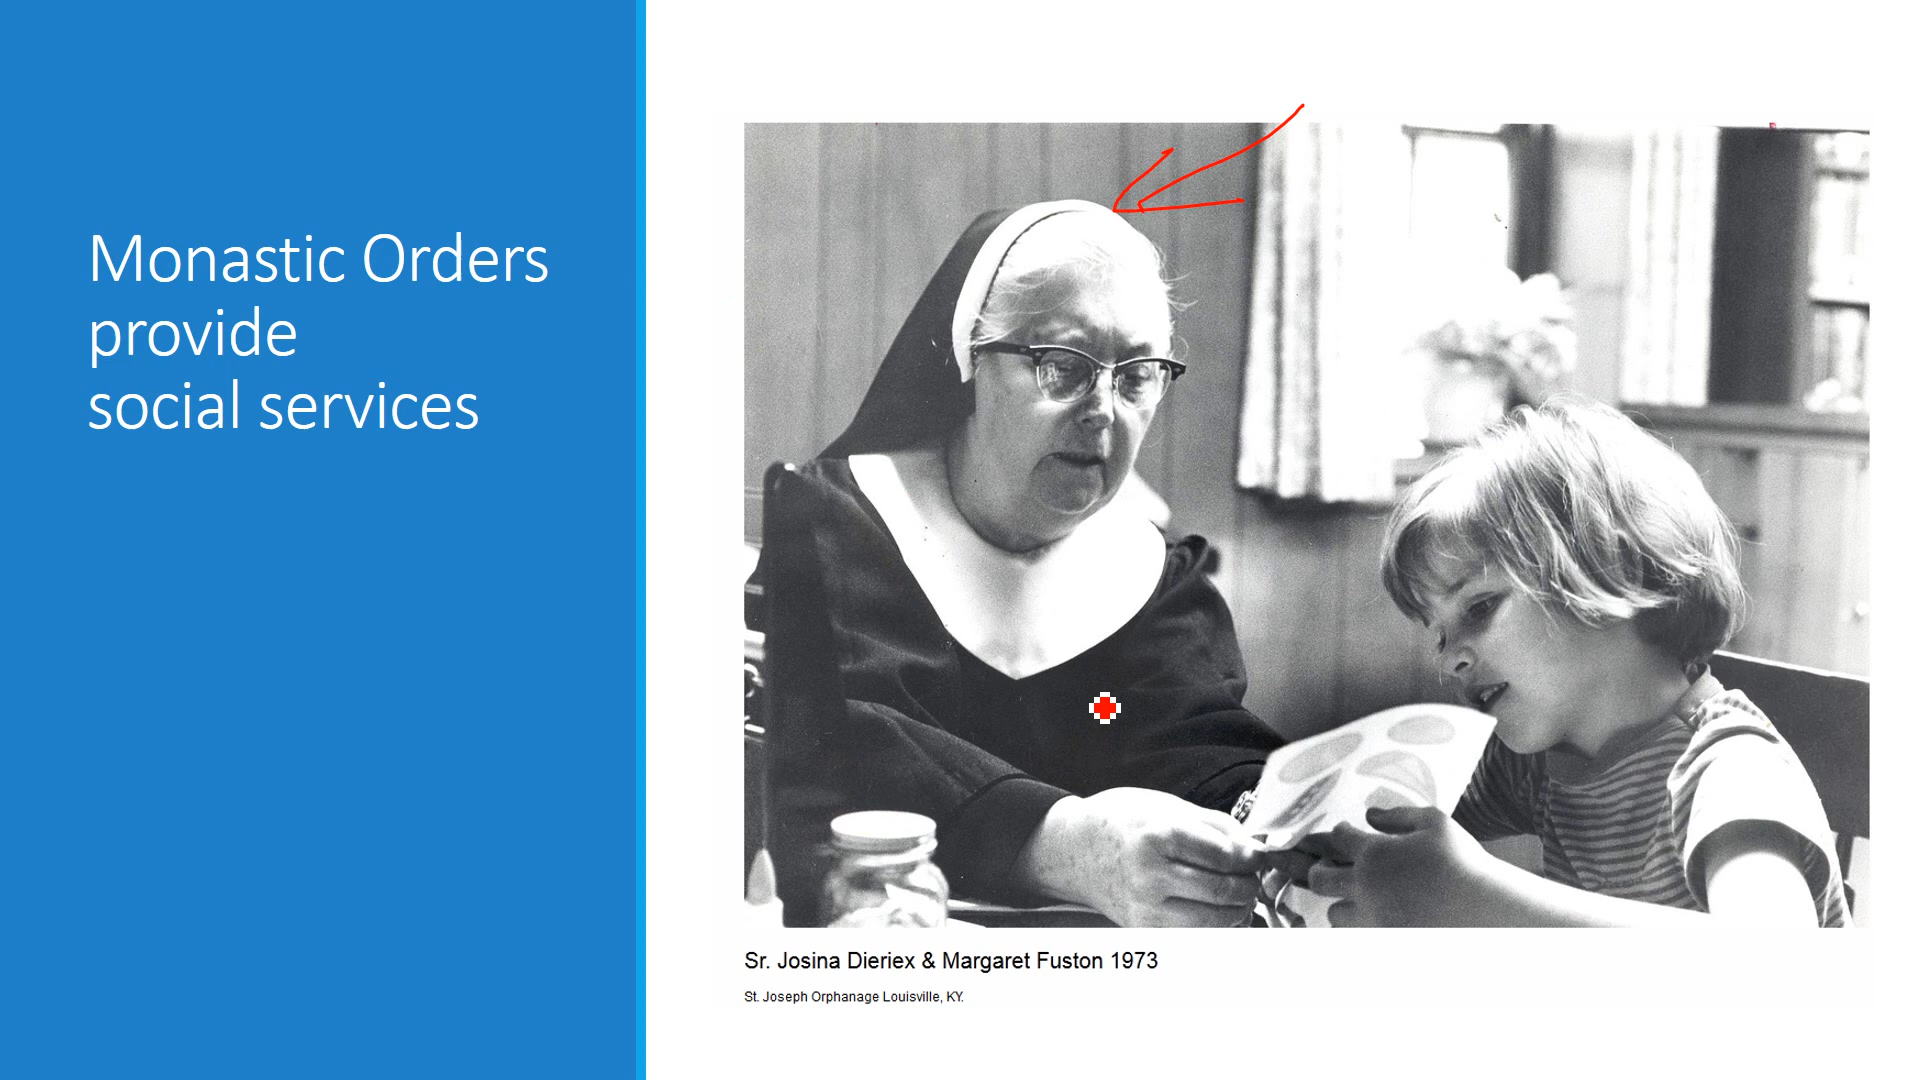 Monastic Orders
provide
social services
Sr. Josina Dieriex & Margaret Fuston 1973
St. Joseph Orphanage Louisville, KY.